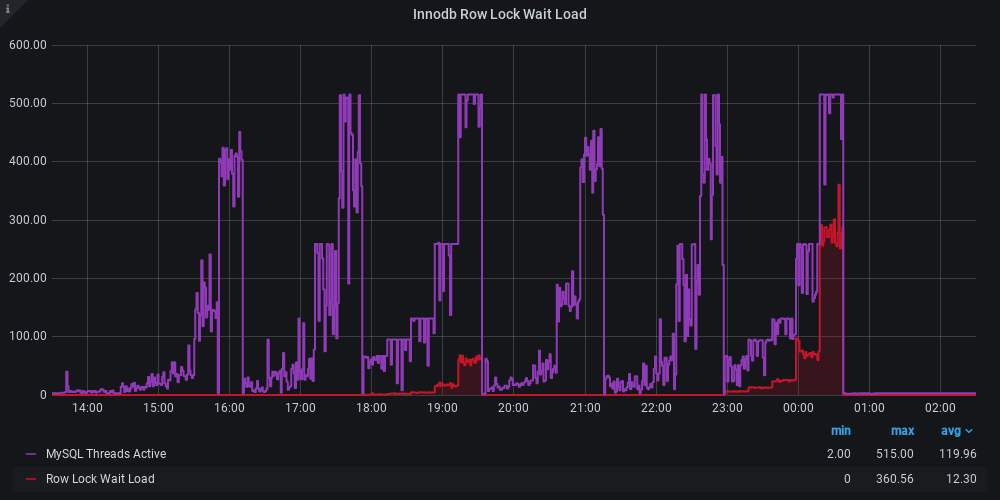 i
Innodb Row Lock Wait Load
600.00
500.00
400.00
300.00
200.00
100.00
0
14:00 15:00 16:00 17:00 18:00 19:00 20:00 21:00 22:00 23:00 00:00 01:00 02:00
min max avg
MySQL Threads Active 2.00 515.00 119.96
Row Lock Wait Load 0 360.56 12.30